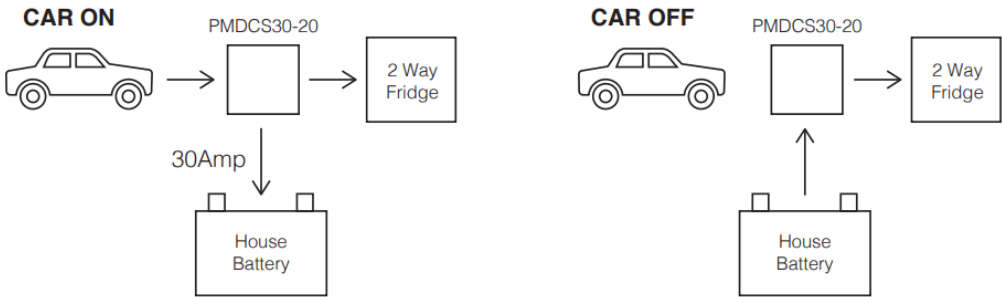 CAR ON
PMDCS30-20
2 Way
Fridge
30Amp
House
Battery
CAR OFF
PMDCS30-20
2 Way
Fridge
House
Battery